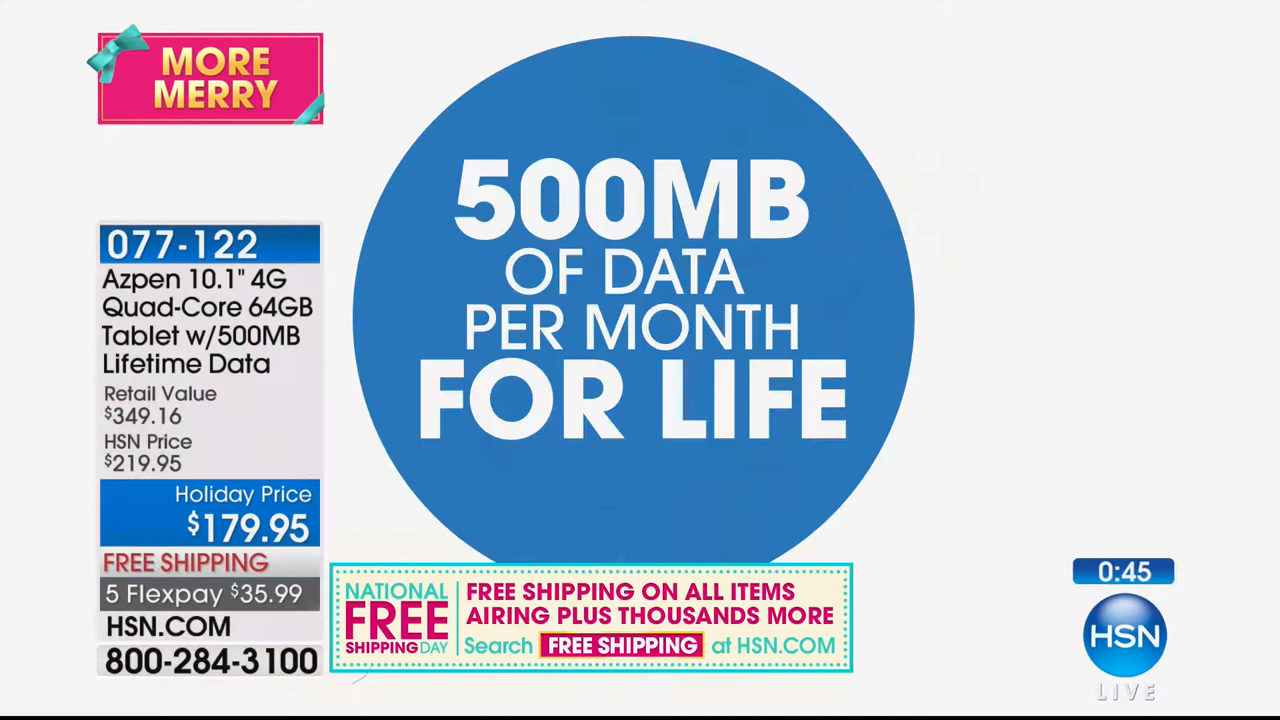 MORE
MERRY
500MB
OF DATA
PER MONTH
FOR LIFE
077-122
Azpen 10.1" 4G
Quad-Core 64GB
Tablet w/500MB
Lifetime Data
Retail Value
$349.16
HSN Price
$219.95
Holiday Price
$179.95
FREE SHIPPING
5 Flexpay $35.99
HSN.COM
800-284-3100
NATIONAL
FREE
SHIPPING DAY
FREE SHIPPING ON ALL ITEMS
AIRING PLUS THOUSANDS MORE
Search FREE SHIPPING at HSN.COM
0:45
HSN
LIVE